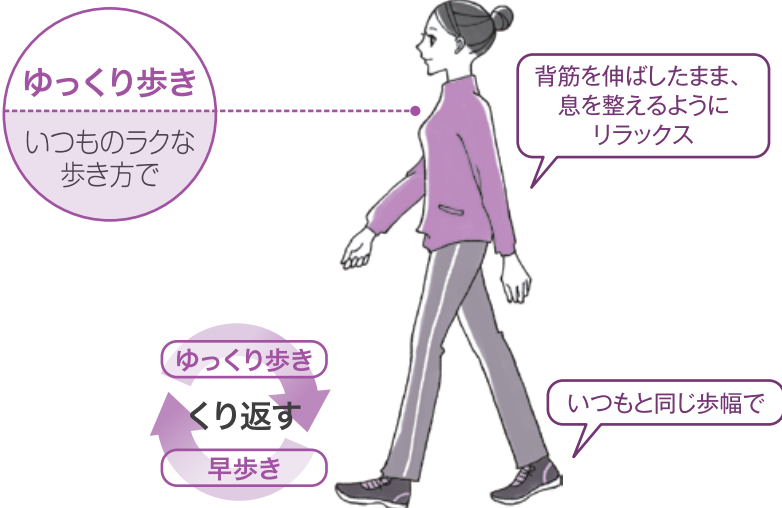 ゆっくり歩き
いつものラクな
歩き方で
背筋を伸ばしたまま、
息を整えるように
リラックス
ゆっくり歩き
くり返す
早歩き
いつもと同じ歩幅で